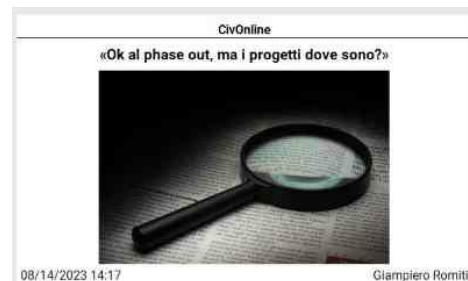 CivOnline
«Ok al phase out, ma i progetti dove sono?»
08/14/2023 14:17
Giampiero Romiti